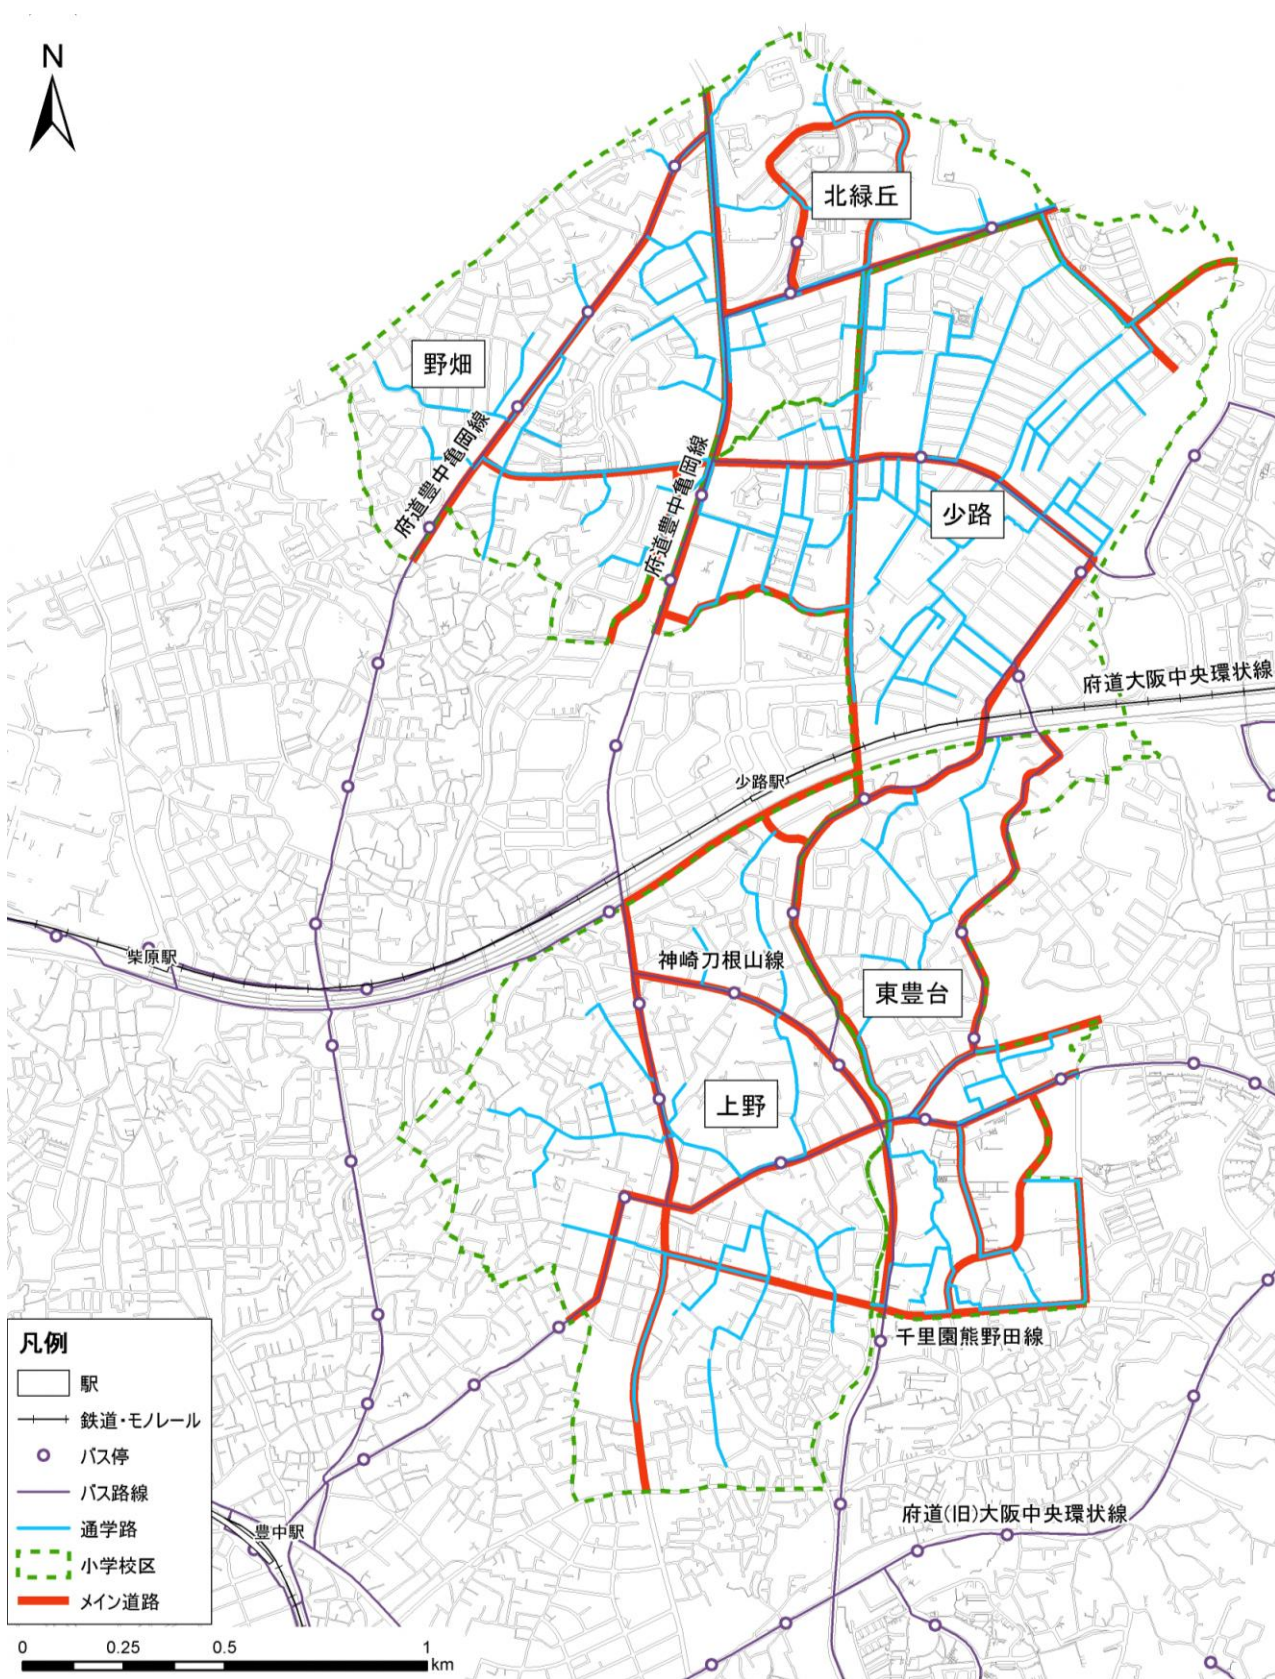 N
北緑丘
野畑
府道豊中亀岡線
府道豊中亀岡線
少路
府道大阪中央環状線
少路駅
柴原駅
神崎刀根山線
東豊台
上野
千里園熊野田線
府道(旧)大阪中央環状線
豊中駅
凡例
駅
鉄道・モノレール
バス停
バス路線
通学路
小学校区
メイン道路
0 0.25 0.5 1
km